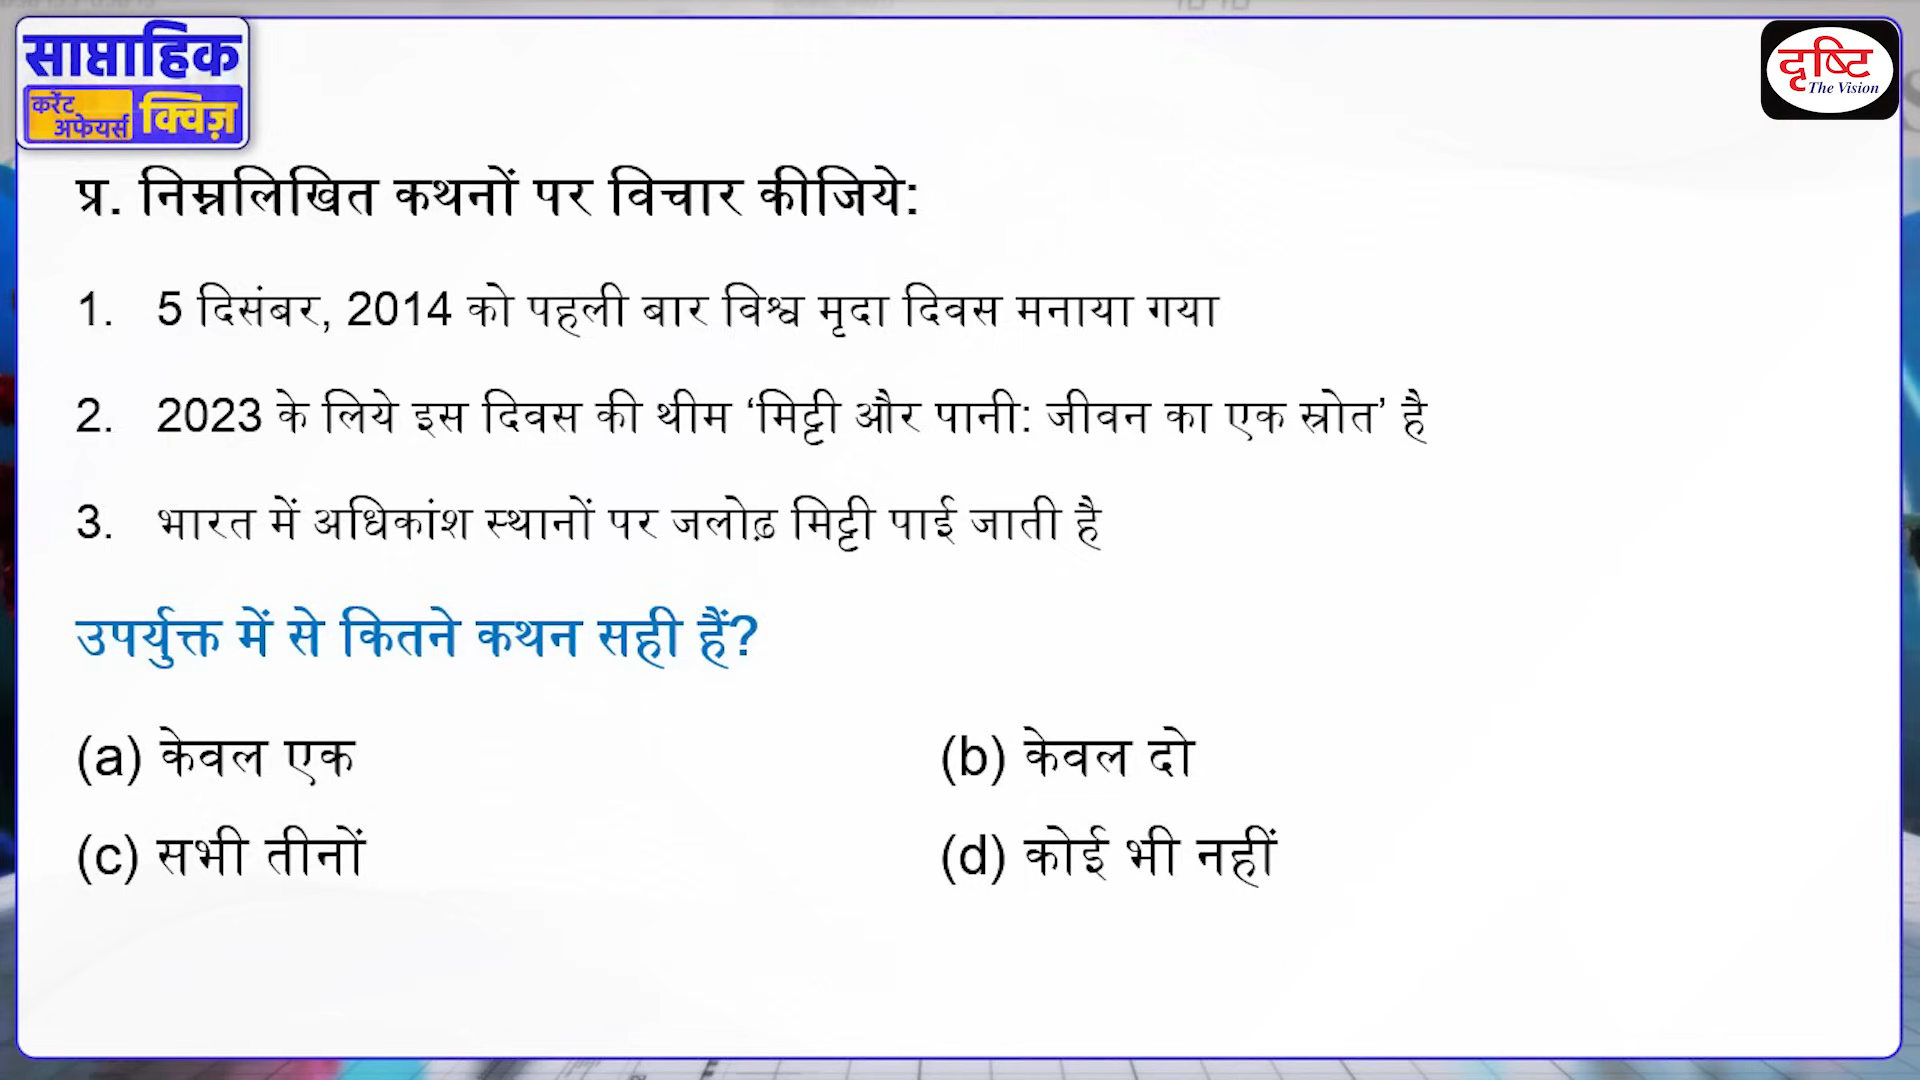 साप्ताहिक
करेंट
अफेयर्स क्विज़
दृष्टि
The Vision
प्र. निम्नलिखित कथनों पर विचार कीजिये:
1. 5 दिसंबर, 2014 को पहली बार विश्व मृदा दिवस मनाया गया
2. 2023 के लिये इस दिवस की थीम ‘मिट्टी और पानी: जीवन का एक स्रोत’ है
3. भारत में अधिकांश स्थानों पर जलोढ़ मिट्टी पाई जाती है
उपर्युक्त में से कितने कथन सही हैं?
(a) केवल एक (b) केवल दो
(c) सभी तीनों (d) कोई भी नहीं